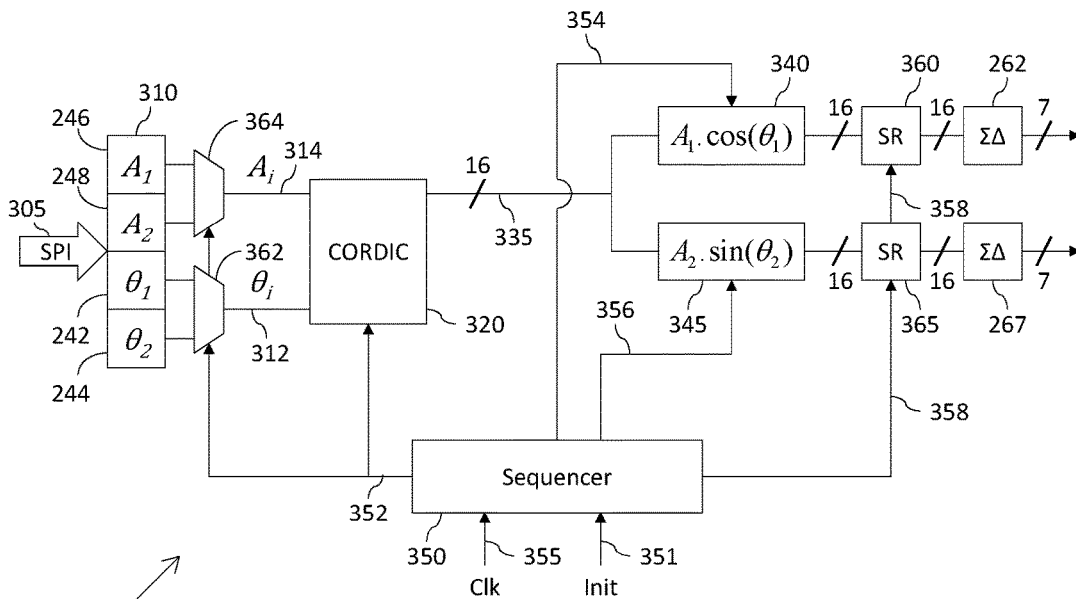 354
340
360
262
310
246
364
16
16
7
A₁
A₁.cos(θ₁)
SR
ΣΔ
248
Aᵢ
314
16
305
A₂
335
358
SPI
362
CORDIC
A₂.sin(θ₂)
SR
ΣΔ
θ₁
θᵢ
16
16
7
242
θ₂
312
320
356
345
365
267
244
358
Sequencer
352
350
355
351
Clk
Init